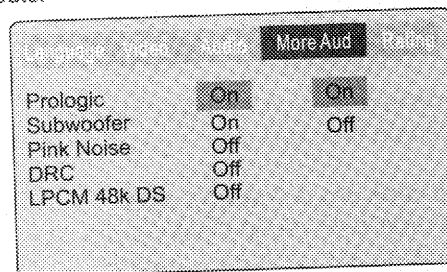 Language Video Audio More Aud Rating
Prologic On On
Subwoofer On Off
Pink Noise Off
DRC Off
LPCM 48k DS Off